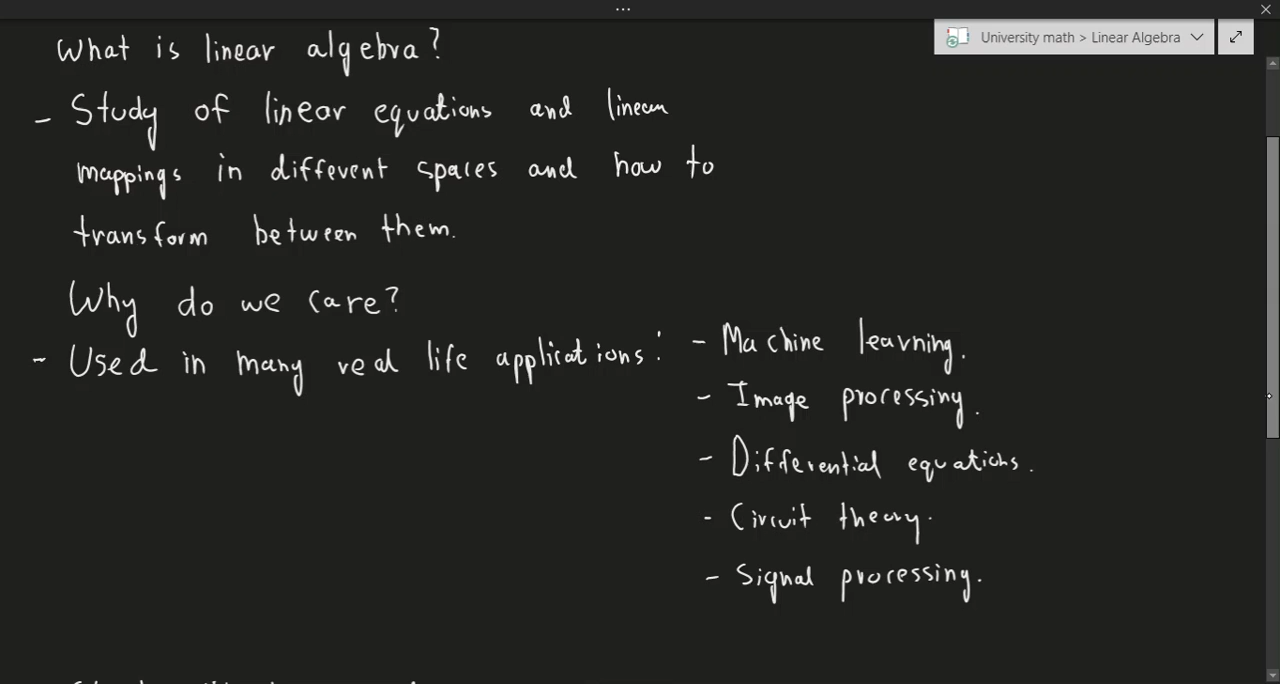 What is linear algebra?
University math > Linear Algebra
- Study of linear equations and linear
mappings in different spaces and how to
transform between them.
Why do we care?
- Used in many real life applications:
- Machine learning.
- Image processing.
- Differential equations.
- Circuit theory.
- Signal processing.